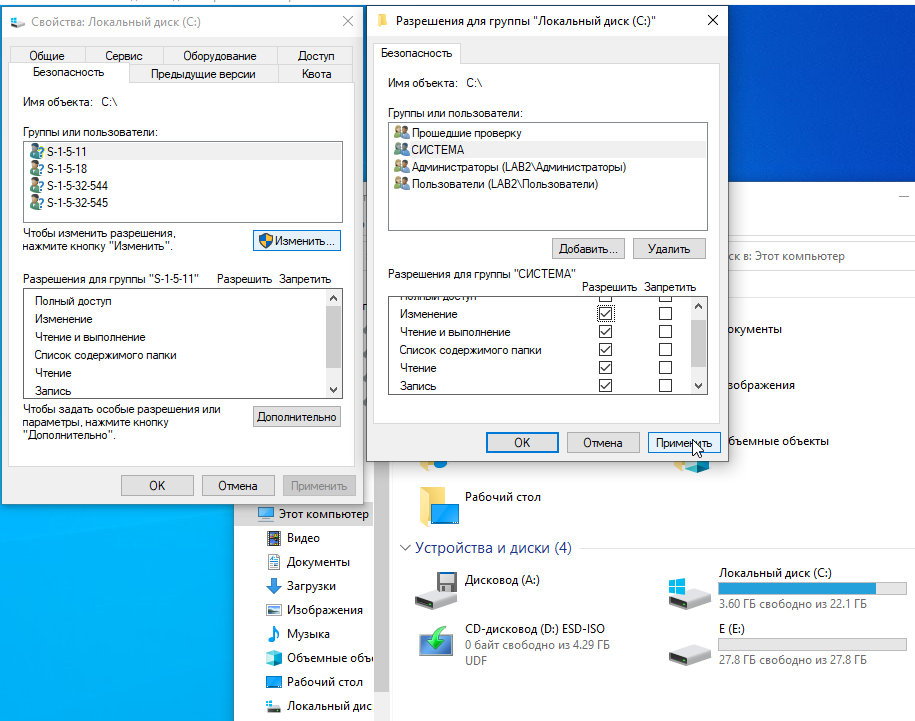 Свойства: Локальный диск (C:)
Общие
Сервис
Оборудование
Доступ
Безопасность
Предыдущие версии
Квота
Имя объекта: C:\
Группы или пользователи:
S-1-5-11
S-1-5-18
S-1-5-32-544
S-1-5-32-545
Чтобы изменить разрешения,
нажмите кнопку "Изменить".
Изменить...
Разрешения для группы "S-1-5-11" Разрешить Запретить
Полный доступ
Изменение
Чтение и выполнение
Список содержимого папки
Чтение
Запись
Чтобы задать особые разрешения или
параметры, нажмите кнопку
"Дополнительно".
Дополнительно
OK
Отмена
Применить
Разрешения для группы "Локальный диск (C:)"
Безопасность
Имя объекта: C:\
Группы или пользователи:
Прошедшие проверку
СИСТЕМА
Администраторы (LAB2\Администраторы)
Пользователи (LAB2\Пользователи)
Добавить...
Удалить
Разрешения для группы "СИСТЕМА"
Разрешить Запретить
Полный доступ
Изменение
Чтение и выполнение
Список содержимого папки
Чтение
Запись
OK
Отмена
Применить
ск в: Этот компьютер
окументы
зображения
бъемные объекты
Рабочий стол
Этот компьютер
Видео
Документы
Загрузки
Изображения
Музыка
Объемные объ
Рабочий стол
Локальный дис
Устройства и диски (4)
Дисковод (A:)
Локальный диск (C:)
3.60 ГБ свободно из 22.1 ГБ
CD-дисковод (D:) ESD-ISO
0 байт свободно из 4.29 ГБ
UDF
E (E:)
27.8 ГБ свободно из 27.8 ГБ